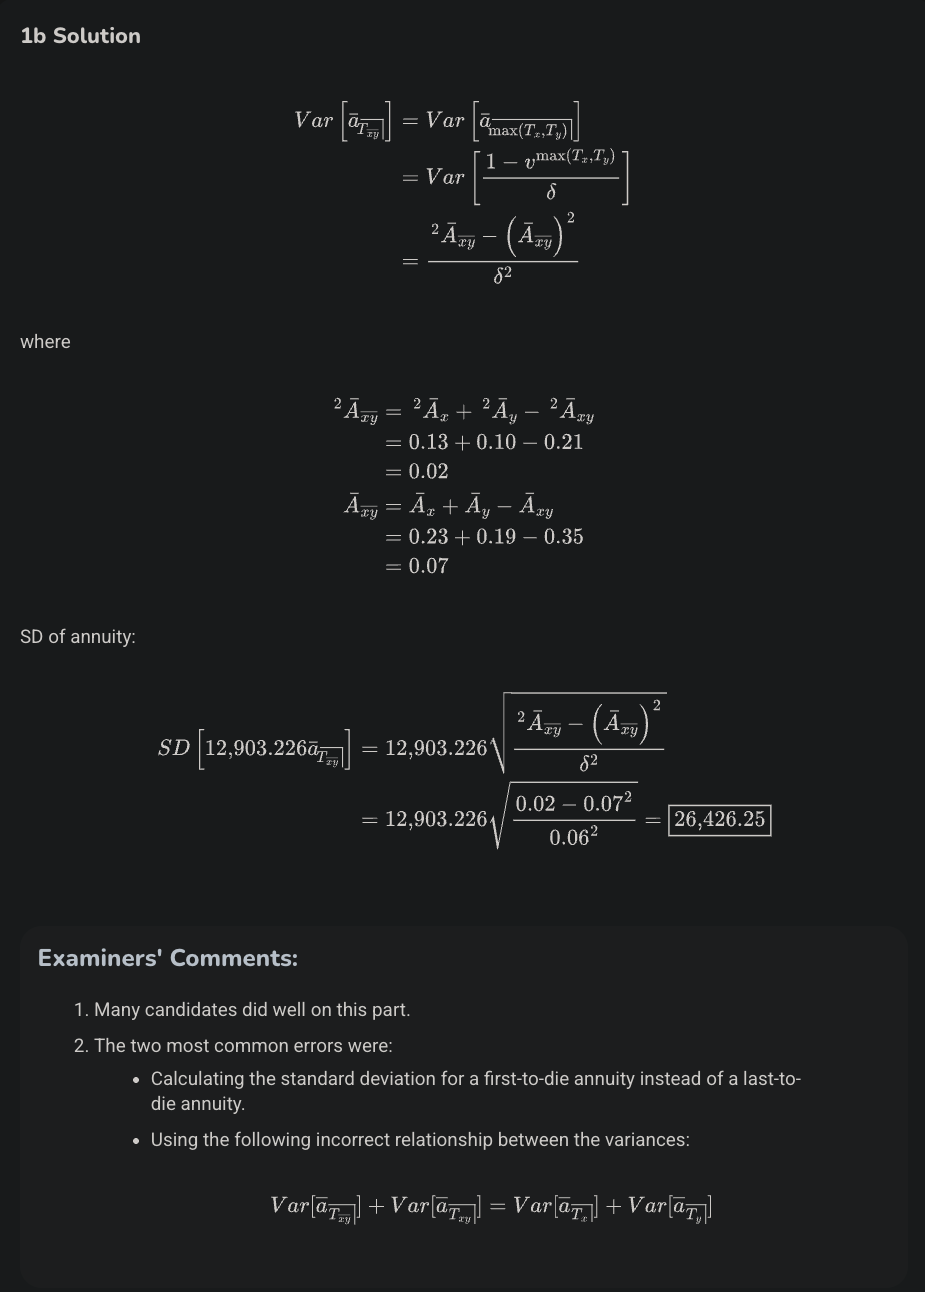 1b Solution
$Var\left[\bar{a}_{\overline{T_{\overline{xy}}}|}\right] = Var\left[\bar{a}_{\overline{\max(T_x,T_y)}|}\right]$
$= Var\left[\frac{1 - v^{\max(T_x,T_y)}}{\delta}\right]$
$= \frac{{}^2\bar{A}_{\overline{xy}} - \left(\bar{A}_{\overline{xy}}\right)^2}{\delta^2}$
where
${}^2\bar{A}_{\overline{xy}} = {}^2\bar{A}_x + {}^2\bar{A}_y - {}^2\bar{A}_{xy}$
$= 0.13 + 0.10 - 0.21$
$= 0.02$
$\bar{A}_{\overline{xy}} = \bar{A}_x + \bar{A}_y - \bar{A}_{xy}$
$= 0.23 + 0.19 - 0.35$
$= 0.07$
SD of annuity:
$SD\left[12,903.226\bar{a}_{\overline{T_{\overline{xy}}}|}\right] = 12,903.226\sqrt{\frac{{}^2\bar{A}_{\overline{xy}} - \left(\bar{A}_{\overline{xy}}\right)^2}{\delta^2}}$
$= 12,903.226\sqrt{\frac{0.02 - 0.07^2}{0.06^2}} = \boxed{26,426.25}$
Examiners' Comments:
1. Many candidates did well on this part.
2. The two most common errors were:
• Calculating the standard deviation for a first-to-die annuity instead of a last-to-
die annuity.
• Using the following incorrect relationship between the variances:
$Var[\bar{a}_{\overline{T_{\overline{xy}}}|}] + Var[\bar{a}_{\overline{T_{xy}}|}] = Var[\bar{a}_{\overline{T_x}|}] + Var[\bar{a}_{\overline{T_y}|}]$